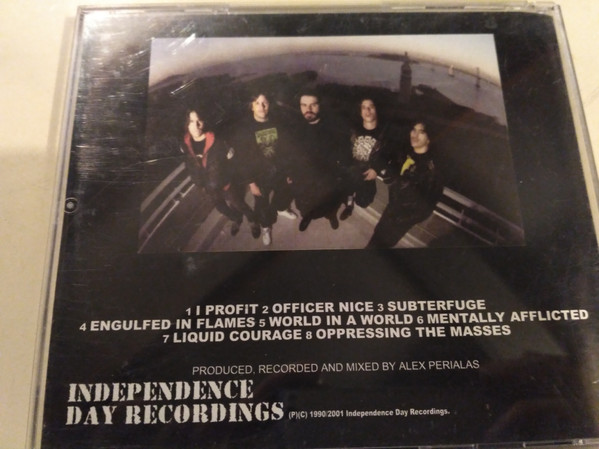 1 I PROFIT 2 OFFICER NICE 3 SUBTERFUGE
4 ENGULFED IN FLAMES 5 WORLD IN A WORLD 6 MENTALLY AFFLICTED
7 LIQUID COURAGE 8 OPPRESSING THE MASSES
PRODUCED, RECORDED AND MIXED BY ALEX PERIALAS
INDEPENDENCE
DAY RECORDINGS (P)(C) 1990/2001 Independence Day Recordings.